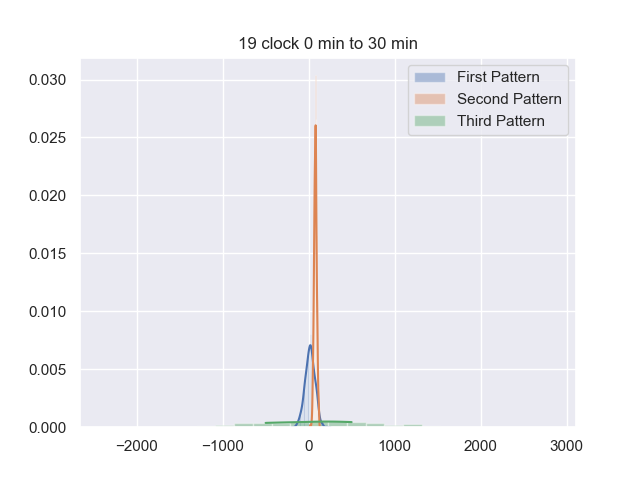 19 clock 0 min to 30 min
First Pattern
Second Pattern
Third Pattern
0.030
0.025
0.020
0.015
0.010
0.005
0.000
−2000 −1000 0 1000 2000 3000